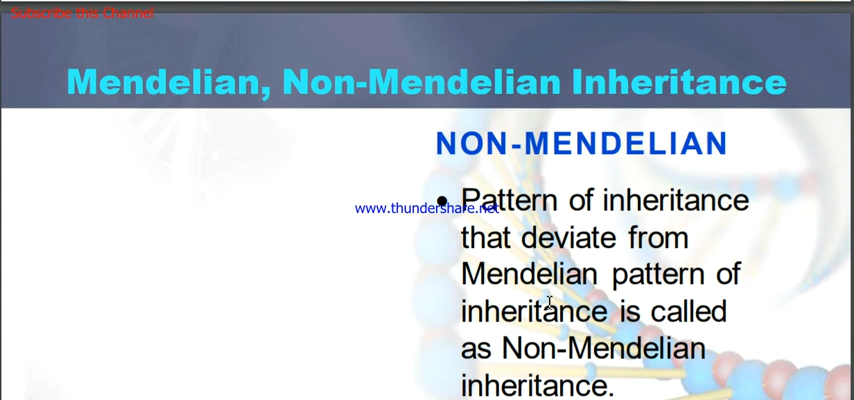 Subscribe this Channel
Mendelian, Non-Mendelian Inheritance
NON-MENDELIAN
• Pattern of inheritance
www.thundershare.net
that deviate from
Mendelian pattern of
inheritance is called
as Non-Mendelian
inheritance.